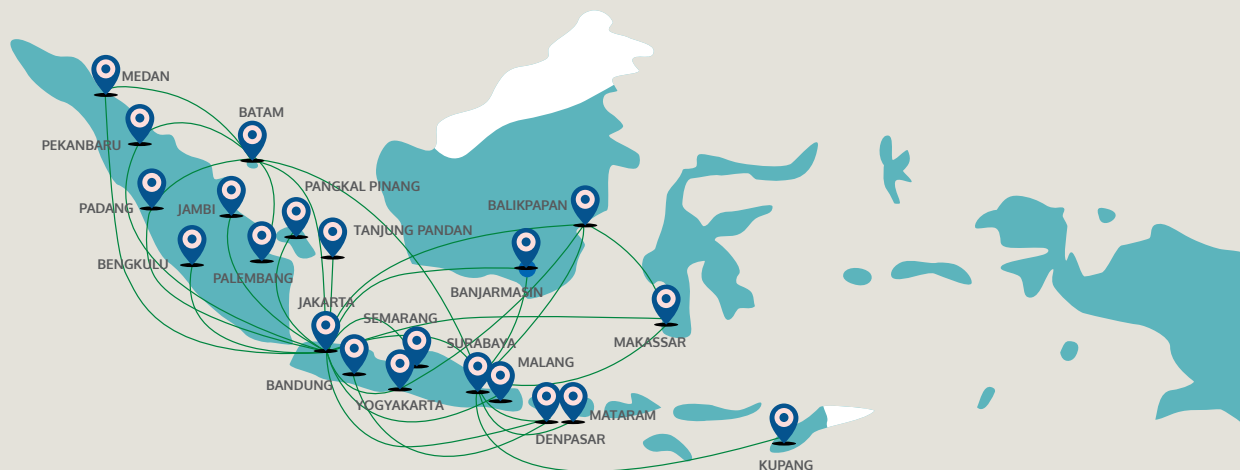 MEDAN
BATAM
PEKANBARU
PANGKAL PINANG
PADANG
JAMBI
BALIKPAPAN
TANJUNG PANDAN
BENGKULU
PALEMBANG
BANJARMASIN
JAKARTA
SEMARANG
SURABAYA
MAKASSAR
MALANG
BANDUNG
YOGYAKARTA
MATARAM
DENPASAR
KUPANG